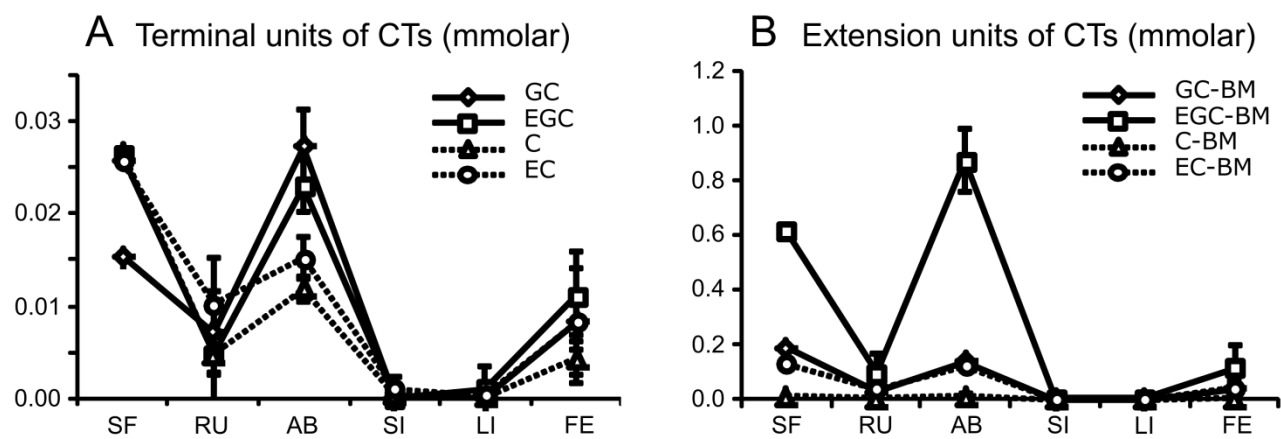 A Terminal units of CTs (mmolar)
0.03
0.02
0.01
0.00
GC
EGC
C
EC
SF RU AB SI LI FE
B Extension units of CTs (mmolar)
1.2
1.0
0.8
0.6
0.4
0.2
0.0
GC-BM
EGC-BM
C-BM
EC-BM
SF RU AB SI LI FE